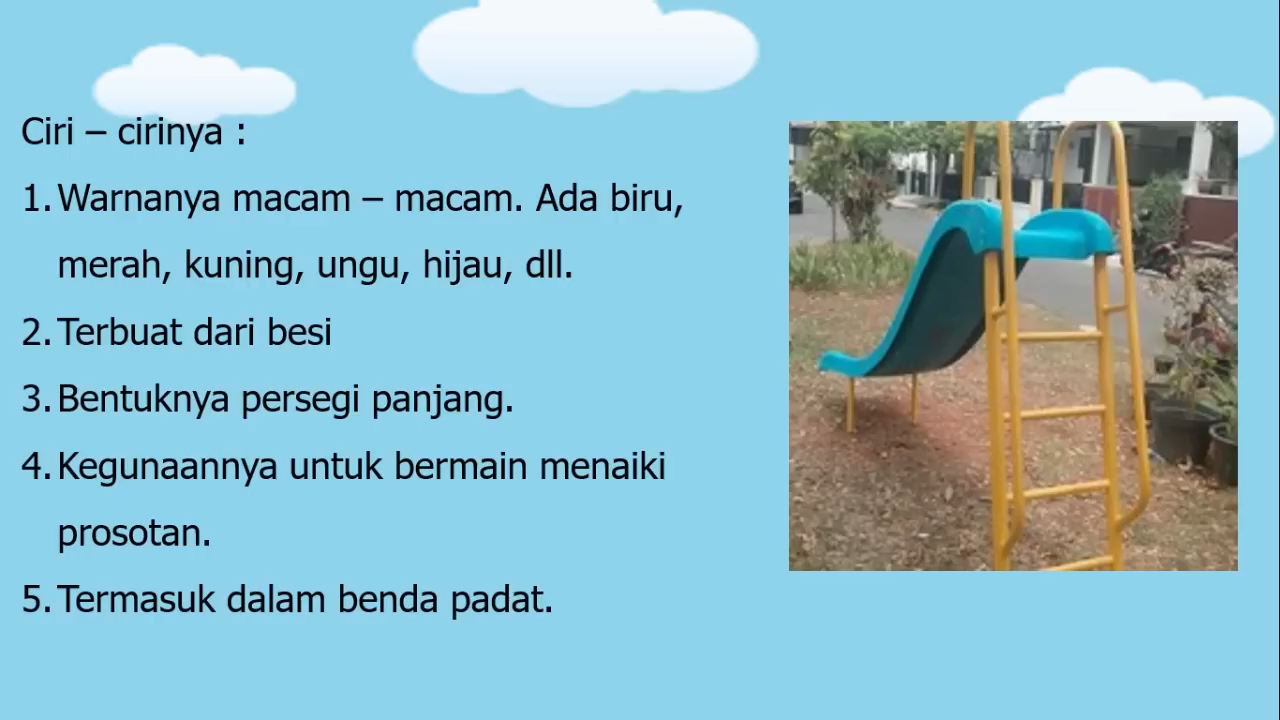 Ciri – cirinya :
1. Warnanya macam – macam. Ada biru,
merah, kuning, ungu, hijau, dll.
2. Terbuat dari besi
3. Bentuknya persegi panjang.
4. Kegunaannya untuk bermain menaiki
prosotan.
5. Termasuk dalam benda padat.